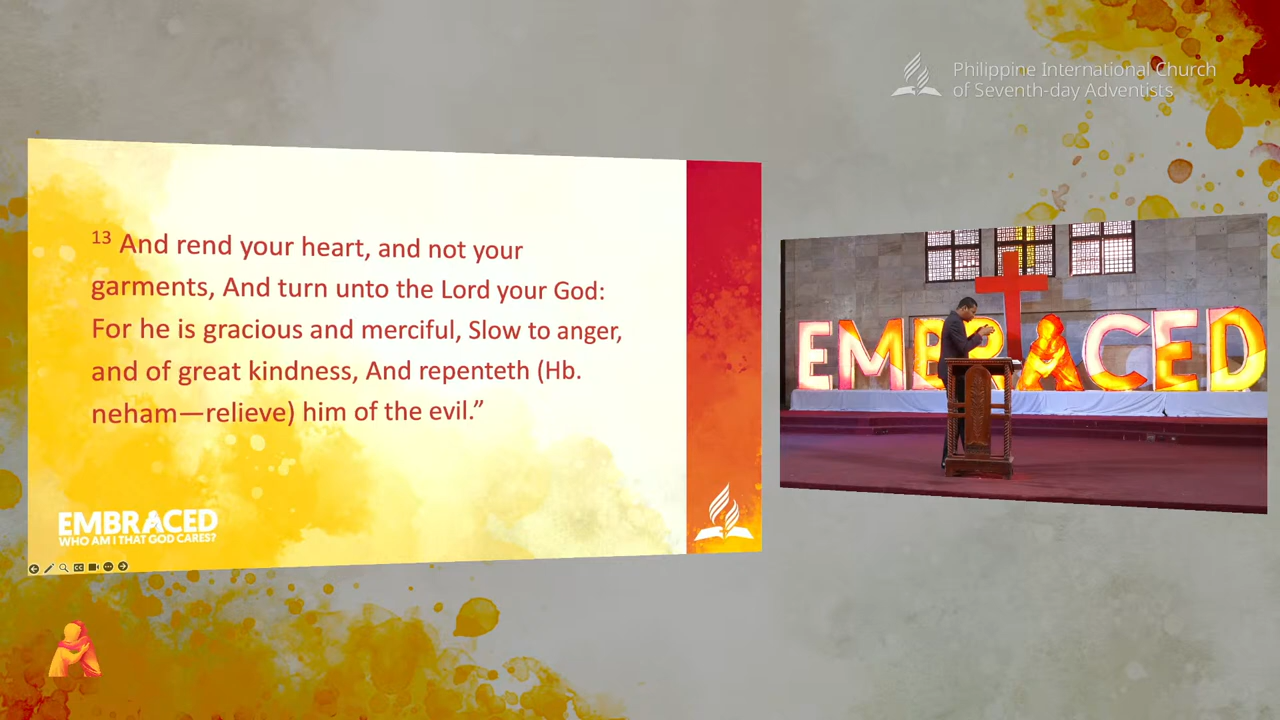 Philippine International Church
of Seventh-day Adventists
13 And rend your heart, and not your
garments, And turn unto the Lord your God:
For he is gracious and merciful, Slow to anger,
and of great kindness, And repenteth (Hb.
neham—relieve) him of the evil.”
EMBRACED
WHO AM I THAT GOD CARES?
EMBRACED